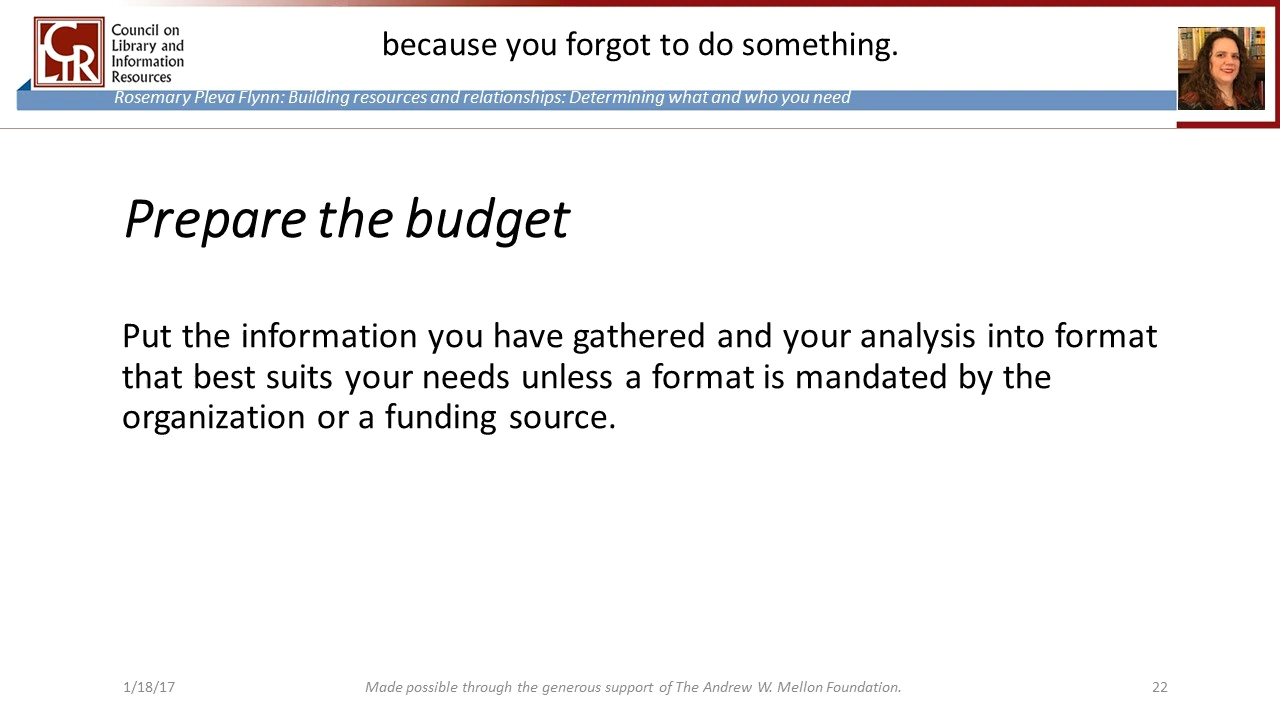 because you forgot to do something.
CLIR
Council on
Library and
Information
Resources
Rosemary Pleva Flynn: Building resources and relationships: Determining what and who you need
Prepare the budget
Put the information you have gathered and your analysis into format
that best suits your needs unless a format is mandated by the
organization or a funding source.
1/18/17
Made possible through the generous support of The Andrew W. Mellon Foundation.
22